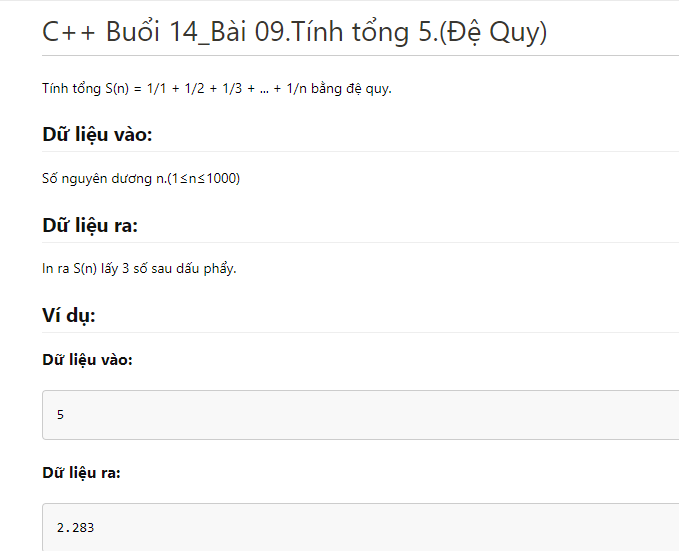 C++ Buổi 14_Bài 09.Tính tổng 5.(Đệ Quy)
Tính tổng S(n) = 1/1 + 1/2 + 1/3 + ... + 1/n bằng đệ quy.
Dữ liệu vào:
Số nguyên dương n.(1≤n≤1000)
Dữ liệu ra:
In ra S(n) lấy 3 số sau dấu phẩy.
Ví dụ:
Dữ liệu vào:
5
Dữ liệu ra:
2.283